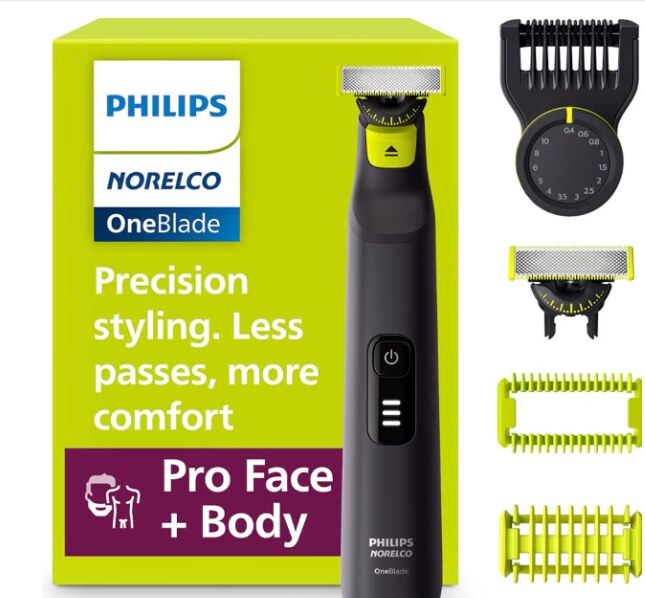 PHILIPS
NORELCO
OneBlade
Precision
styling. Less
passes, more
comfort
Pro Face
+ Body
PHILIPS
NORELCO
OneBlade
0.4
0.6
0.8
1
1.5
2
2.5
3
3.5
4
5
6
8
10